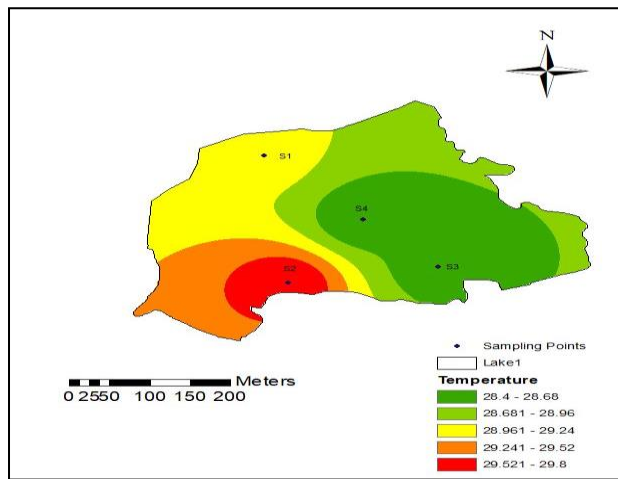 N
S1
S4
S3
S2
Sampling Points
Lake1
Meters
0 2550 100 150 200
Temperature
28.4 - 28.68
28.681 - 28.96
28.961 - 29.24
29.241 - 29.52
29.521 - 29.8